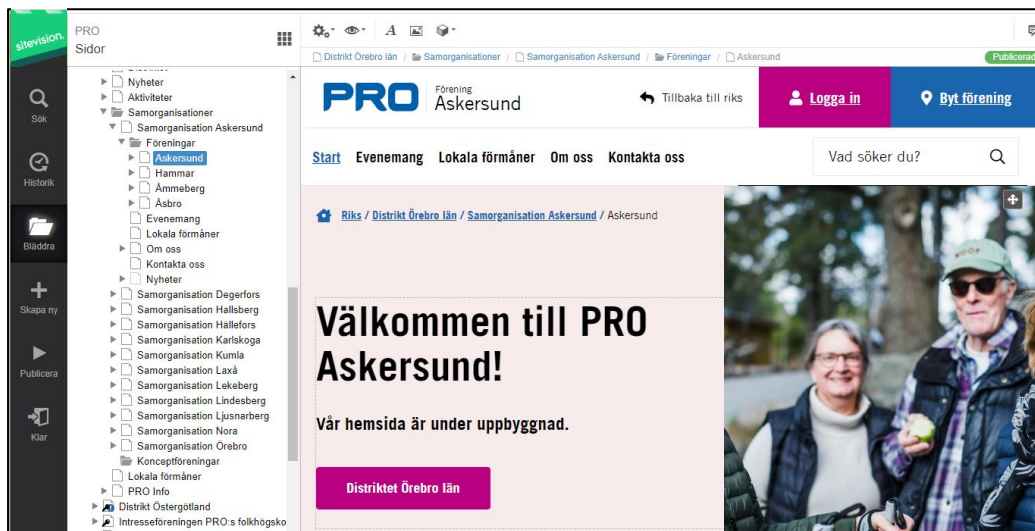 sitevision.
Sök
Historik
Bläddra
Skapa ny
Publicera
Klar
PRO
Sidor
Nyheter
Aktiviteter
Samorganisationer
Samorganisation Askersund
Föreningar
Askersund
Hammar
Åmmeberg
Åsbro
Evenemang
Lokala förmåner
Om oss
Kontakta oss
Nyheter
Samorganisation Degerfors
Samorganisation Hallsberg
Samorganisation Hällefors
Samorganisation Karlskoga
Samorganisation Kumla
Samorganisation Laxå
Samorganisation Lekeberg
Samorganisation Lindesberg
Samorganisation Ljusnarberg
Samorganisation Nora
Samorganisation Örebro
Konceptföreningar
Lokala förmåner
PRO Info
Distrikt Östergötland
Intresseföreningen PRO:s folkhögsko
A
Distrikt Örebro län / Samorganisationer / Samorganisation Askersund / Föreningar / Askersund
Publicerad
PRO Förening
Askersund
Tillbaka till riks
Logga in
Byt förening
Start Evenemang Lokala förmåner Om oss Kontakta oss
Vad söker du?
Riks / Distrikt Örebro län / Samorganisation Askersund / Askersund
Välkommen till PRO
Askersund!
Vår hemsida är under uppbyggnad.
Distriktet Örebro län